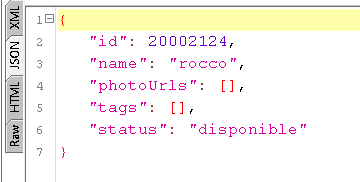 XML
JSON
HTML
Raw
1 {
2 "id": 20002124,
3 "name": "rocco",
4 "photoUrls": [],
5 "tags": [],
6 "status": "disponible"
7 }